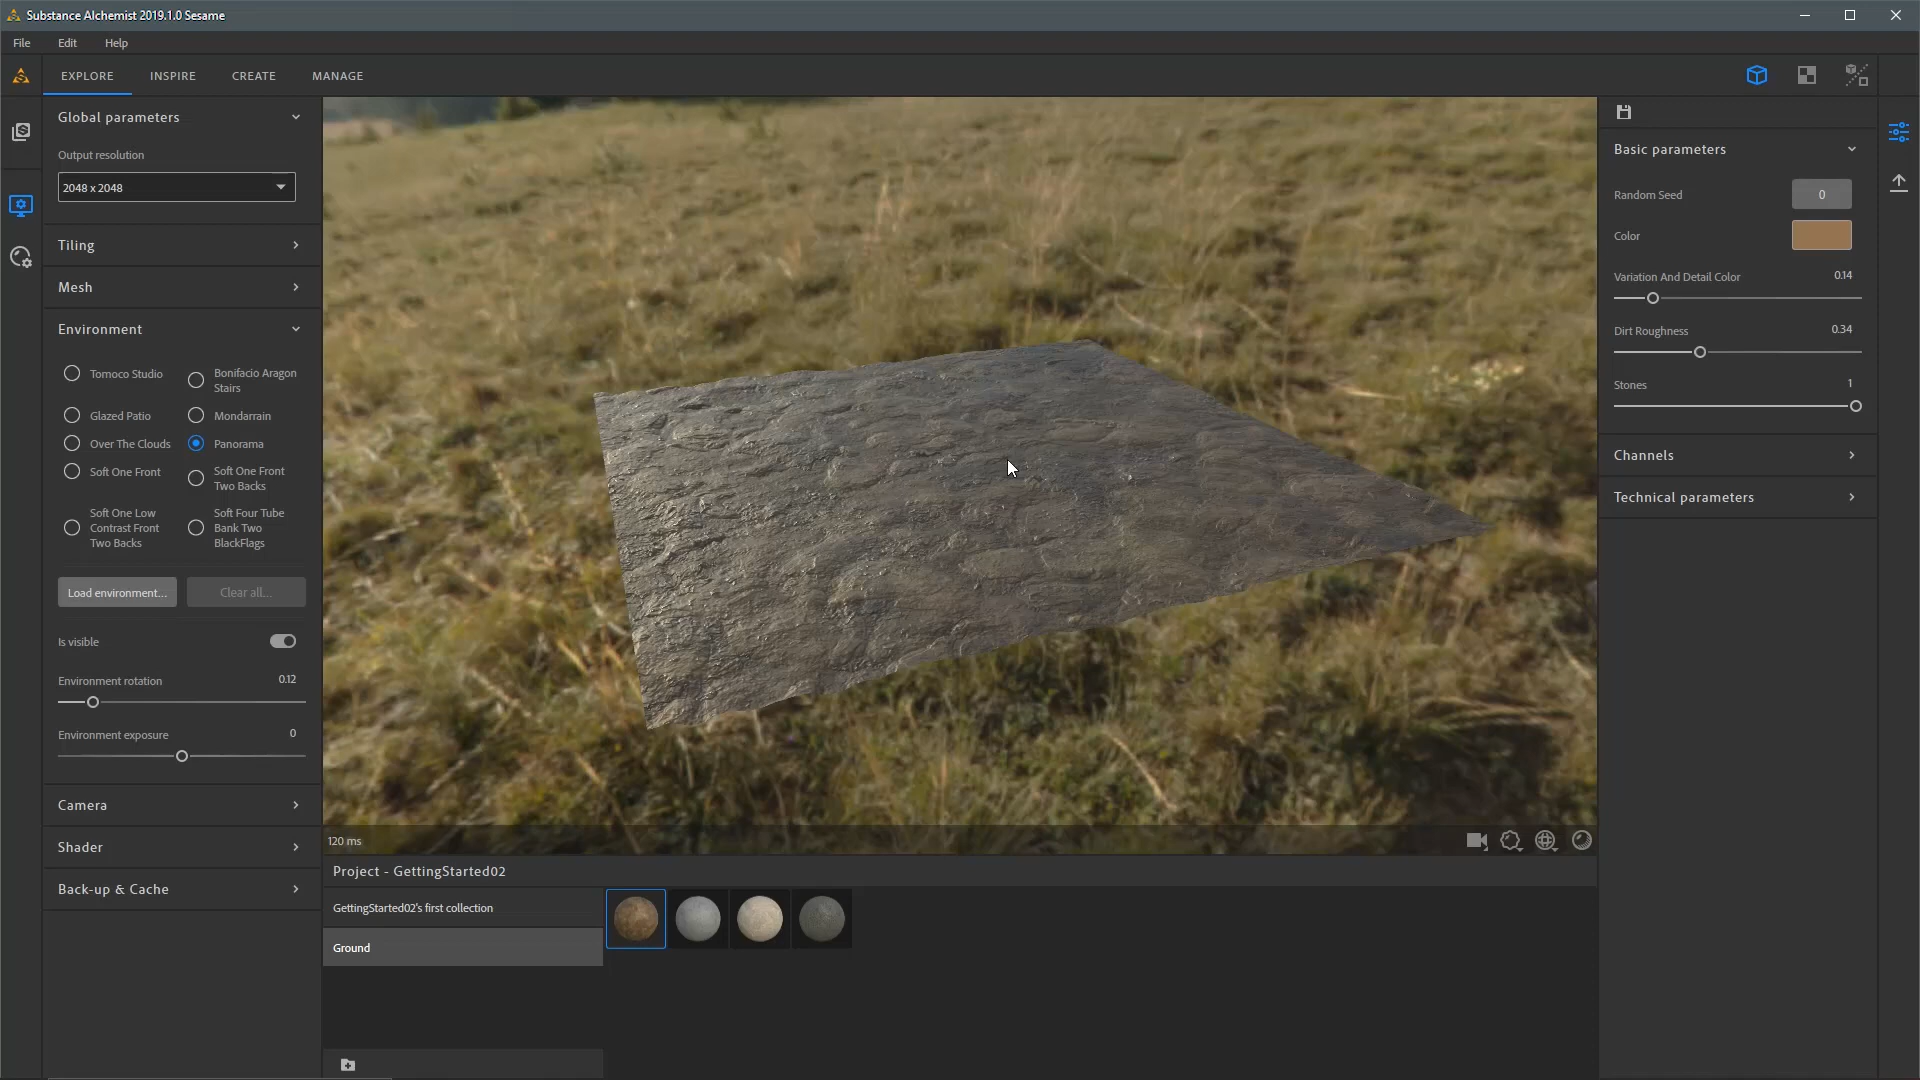 Substance Alchemist 2019.1.0 Sesame
File Edit Help
EXPLORE INSPIRE CREATE MANAGE
Global parameters
Output resolution
2048 x 2048
Tiling
Mesh
Environment
Tomoco Studio
Bonifacio Aragon
Stairs
Glazed Patio
Mondarrain
Over The Clouds
Panorama
Soft One Front
Soft One Front
Two Backs
Soft One Low
Contrast Front
Two Backs
Soft Four Tube
Bank Two
BlackFlags
Load environment...
Clear all...
Is visible
Environment rotation 0.12
Environment exposure 0
Camera
Shader
Back-up & Cache
120 ms
Project - GettingStarted02
GettingStarted02's first collection
Ground
Basic parameters
Random Seed 0
Color
Variation And Detail Color 0.14
Dirt Roughness 0.34
Stones 1
Channels
Technical parameters